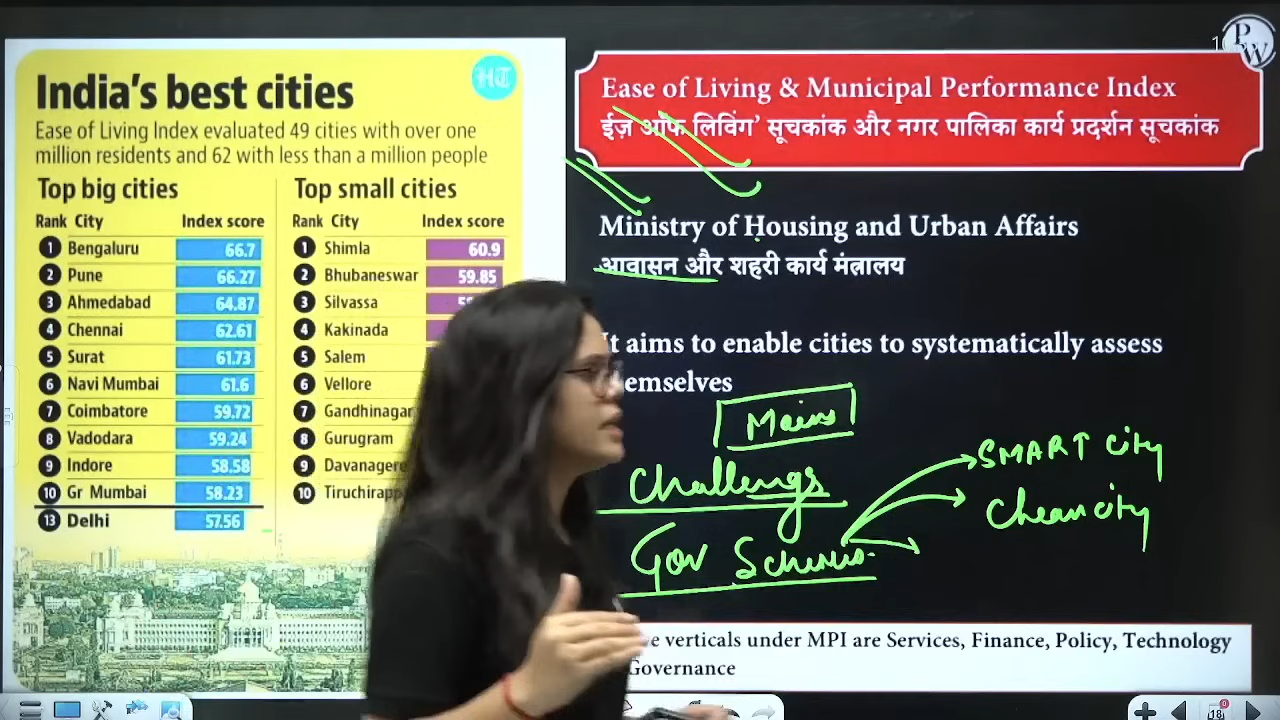 India's best cities
HT
Ease of Living Index evaluated 49 cities with over one
million residents and 62 with less than a million people
Top big cities
Rank City Index score
1 Bengaluru 66.7
2 Pune 66.27
3 Ahmedabad 64.87
4 Chennai 62.61
5 Surat 61.73
6 Navi Mumbai 61.6
7 Coimbatore 59.72
8 Vadodara 59.24
9 Indore 58.58
10 Gr Mumbai 58.23
13 Delhi 57.56
Top small cities
Rank City Index score
1 Shimla 60.9
2 Bhubaneswar 59.85
3 Silvassa
4 Kakinada
5 Salem
6 Vellore
7 Gandhinagar
8 Gurugram
9 Davanagere
10 Tiruchirapp
PW
Ease of Living & Municipal Performance Index
ईज़ ऑफ लिविंग' सूचकांक और नगर पालिका कार्य प्रदर्शन सूचकांक
Ministry of Housing and Urban Affairs
आवासन और शहरी कार्य मंत्रालय
It aims to enable cities to systematically assess
themselves
Mains
Challenges
Gov Schemes
SMART city
Clean city
verticals under MPI are Services, Finance, Policy, Technology
Governance
18